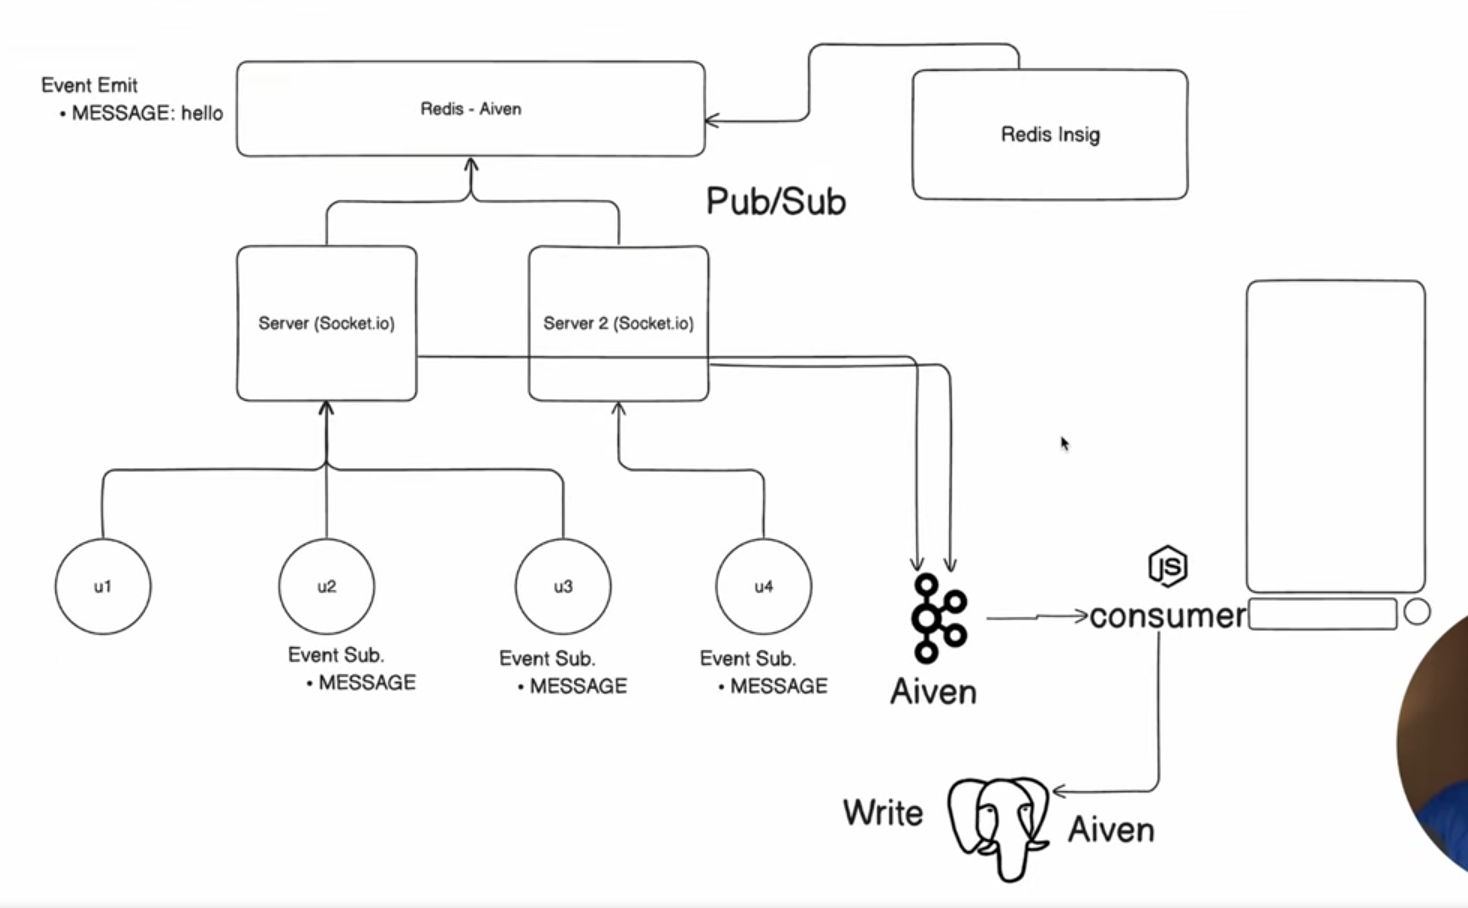 Event Emit
• MESSAGE: hello
Redis - Aiven
Redis Insig
Pub/Sub
Server (Socket.io)
Server 2 (Socket.io)
u1
u2
u3
u4
Event Sub.
• MESSAGE
Event Sub.
• MESSAGE
Event Sub.
• MESSAGE
JS
consumer
Aiven
Write
Aiven